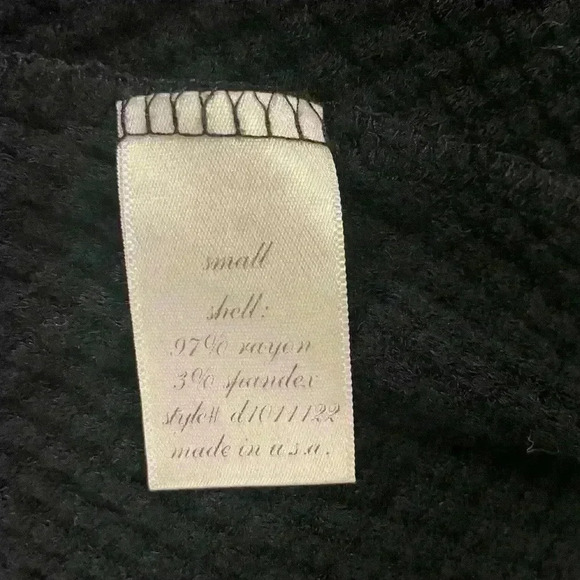 small
shell:
97% rayon
3% spandex
style# d1011122
made in u.s.a.